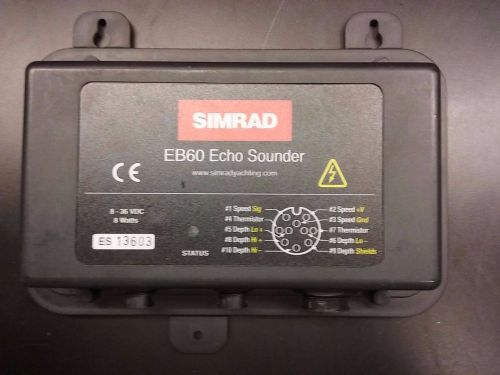 SIMRAD
EB60 Echo Sounder
www.simradyachting.com
CE
8 - 36 VDC
8 Watts
ES 13603
STATUS
#1 Speed Sig
#4 Thermistor
#5 Depth Lo +
#8 Depth Hi +
#10 Depth Hi -
#2 Speed +V
#3 Speed Gnd
#7 Thermistor
#6 Depth Lo -
#9 Depth Shields